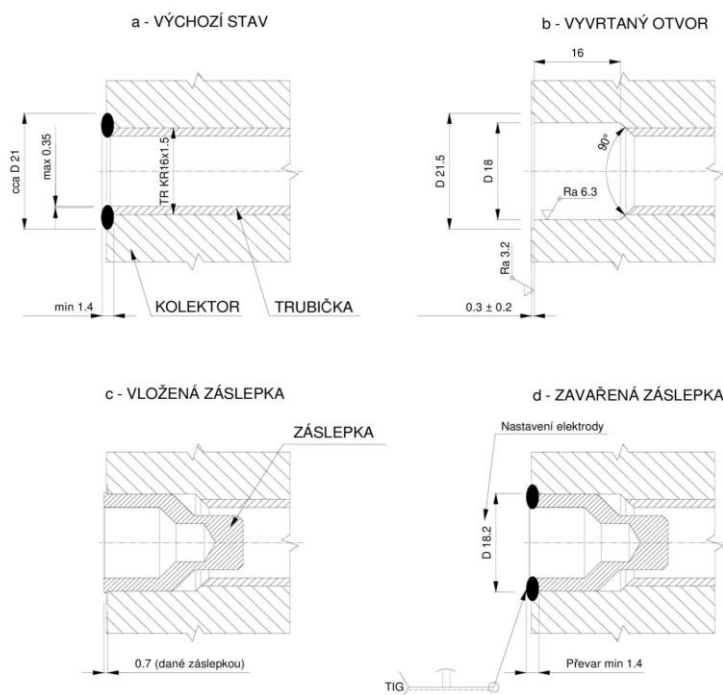 a - VÝCHOZÍ STAV
cca D 21
max 0.35
TR KR16x1.5
min 1.4
KOLEKTOR
TRUBIČKA
b - VYVRTANÝ OTVOR
16
D 21.5
D 18
90°
Ra 6.3
Ra 3.2
0.3 ± 0.2
c - VLOŽENÁ ZÁSLEPKA
ZÁSLEPKA
0.7 (dané záslepkou)
d - ZAVAŘENÁ ZÁSLEPKA
Nastavení elektrody
D 18.2
TIG
Převar min 1.4